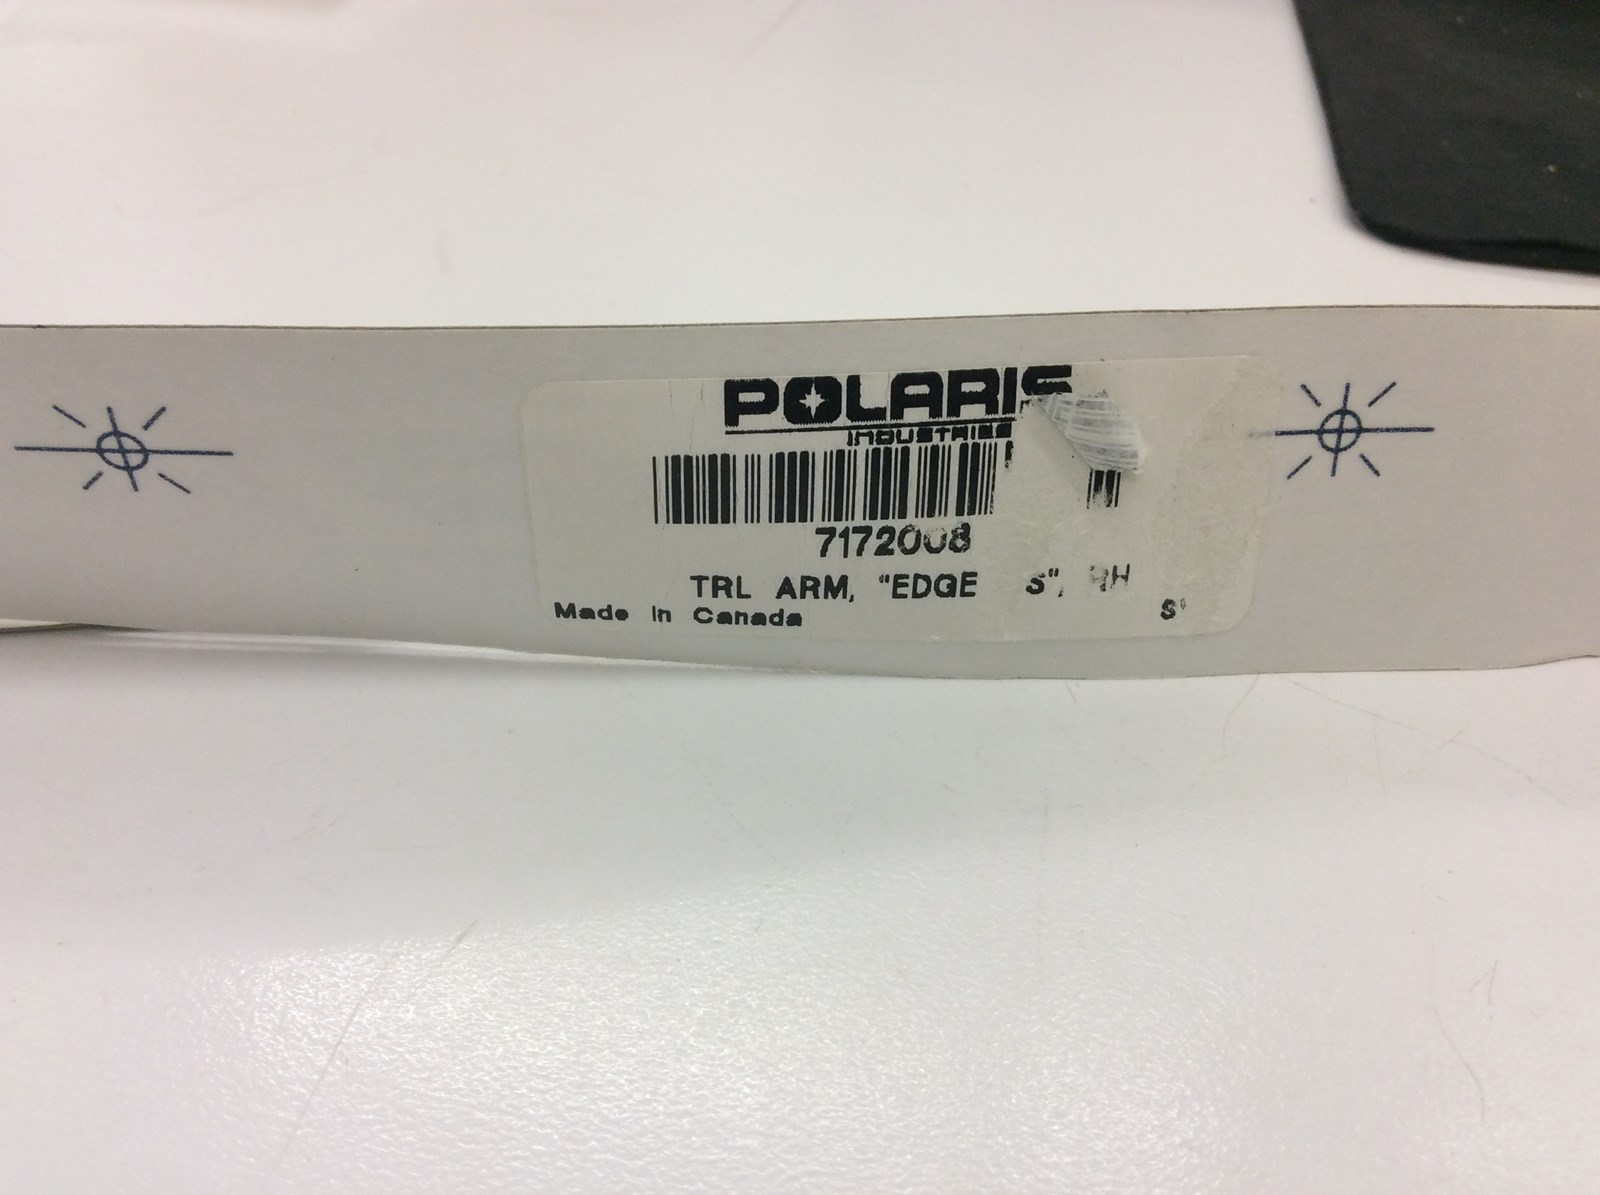 POLARIS
INDUSTRIES
7172008
TRL ARM, "EDGE S", RH
Made in Canada